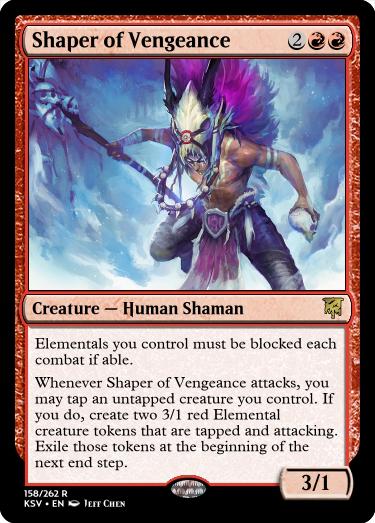 Shaper of Vengeance 2
Creature — Human Shaman
Elementals you control must be blocked each
combat if able.
Whenever Shaper of Vengeance attacks, you
may tap an untapped creature you control. If
you do, create two 3/1 red Elemental
creature tokens that are tapped and attacking.
Exile those tokens at the beginning of the
next end step.
3/1
158/262 R
KSV • EN Jeff Chen